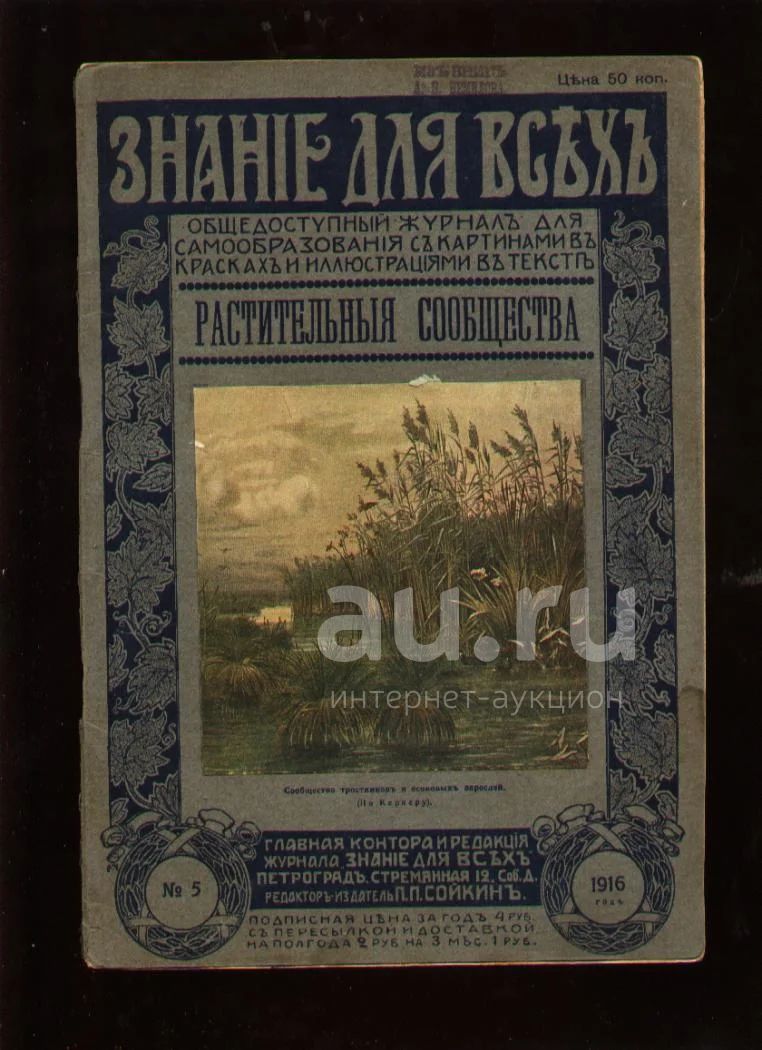 Цѣна 50 коп.
ЗНАНІЕ ДЛЯ ВСѢХЪ
ОБЩЕДОСТУПНЫЙ ЖУРНАЛЪ ДЛЯ
САМООБРАЗОВАНІЯ СЪ КАРТИНАМИ ВЪ
КРАСКАХЪ И ИЛЛЮСТРАЦІЯМИ ВЪ ТЕКСТѢ
РАСТИТЕЛЬНЫЯ СООБЩЕСТВА
au.ru
интернет-аукцион
Сообщество тростниковъ и осоковыхъ зарослей.
(По Кернеру).
ГЛАВНАЯ КОНТОРА И РЕДАКЦІЯ
ЖУРНАЛА „ЗНАНІЕ ДЛЯ ВСѢХЪ"
ПЕТРОГРАДЪ, СТРЕМЯННАЯ 12, СОБ. Д.
РЕДАКТОРЪ-ИЗДАТЕЛЬ П.П. СОЙКИНЪ.
№ 5
1916
годъ
ПОДПИСНАЯ ЦѢНА ЗА ГОДЪ 4 РУБ.
СЪ ПЕРЕСЫЛКОЙ И ДОСТАВКОЙ
НА ПОЛГОДА 2 РУБ. НА 3 МѢС. 1 РУБ.